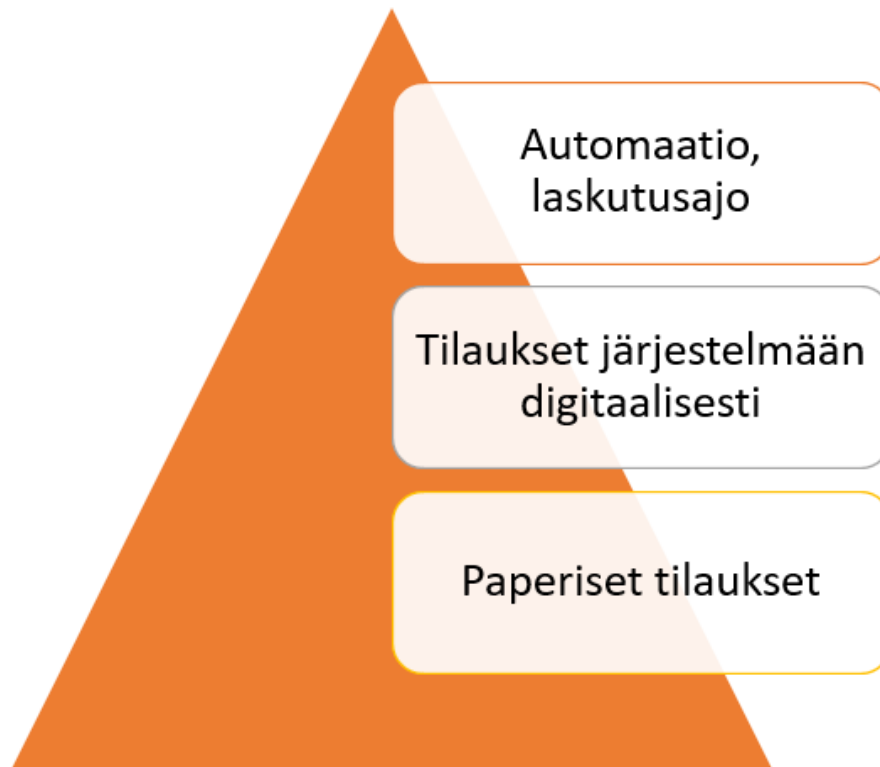 Automaatio,
laskutusajo
Tilaukset järjestelmään
digitaalisesti
Paperiset tilaukset